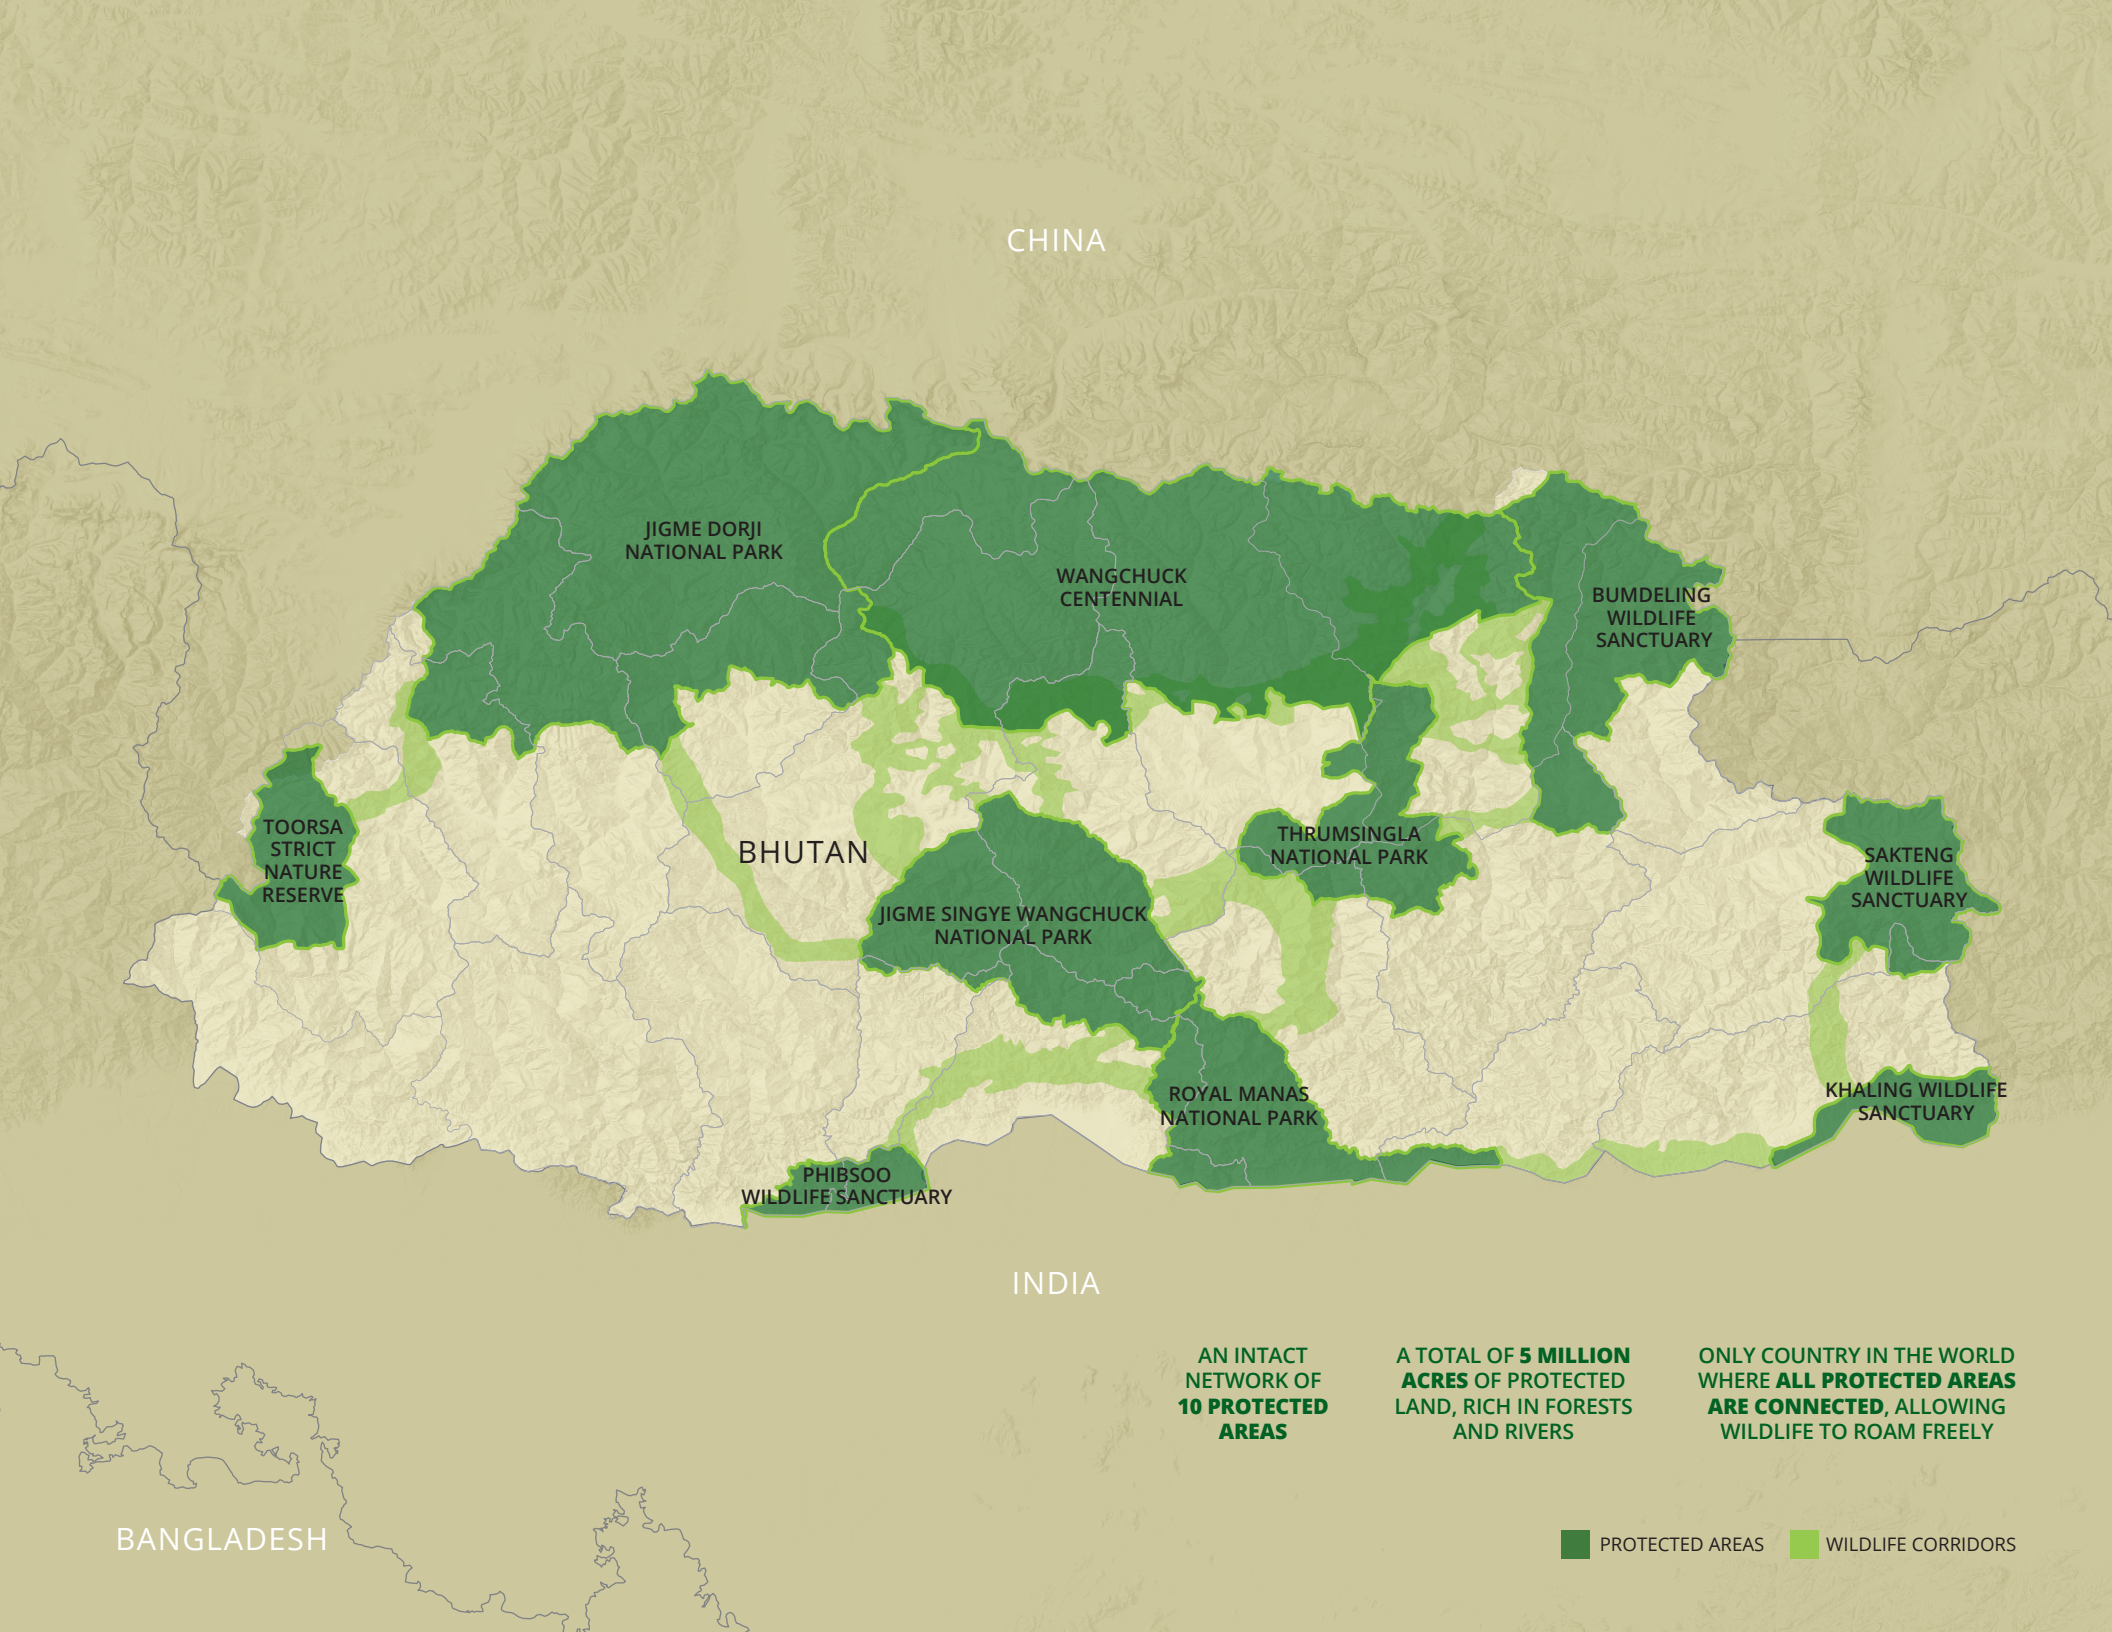 CHINA
JIGME DORJI
NATIONAL PARK
WANGCHUCK
CENTENNIAL
BUMDELING
WILDLIFE
SANCTUARY
TOORSA
STRICT
NATURE
RESERVE
BHUTAN
THRUMSINGLA
NATIONAL PARK
SAKTENG
WILDLIFE
SANCTUARY
JIGME SINGYE WANGCHUCK
NATIONAL PARK
ROYAL MANAS
NATIONAL PARK
KHALING WILDLIFE
SANCTUARY
PHIBSOO
WILDLIFE SANCTUARY
INDIA
AN INTACT
NETWORK OF
10 PROTECTED
AREAS
A TOTAL OF 5 MILLION
ACRES OF PROTECTED
LAND, RICH IN FORESTS
AND RIVERS
ONLY COUNTRY IN THE WORLD
WHERE ALL PROTECTED AREAS
ARE CONNECTED, ALLOWING
WILDLIFE TO ROAM FREELY
BANGLADESH
PROTECTED AREAS
WILDLIFE CORRIDORS